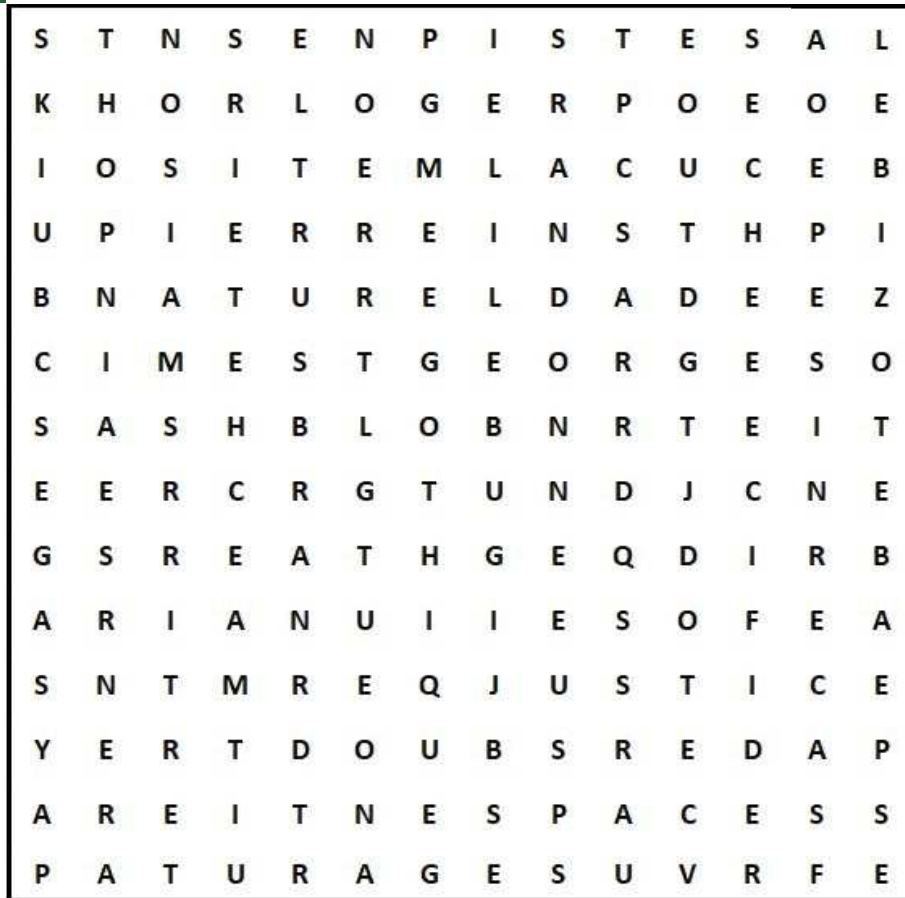 S T N S E N P I S T E S A L
K H O R L O G E R P O E O E
I O S I T E M L A C U C E B
U P I E R R E I N S T H P I
B N A T U R E L D A D E E Z
C I M E S T G E O R G E S O
S A S H B L O B N R T E I T
E E R C R G T U N D J C N E
G S R E A T H G E Q D I R B
A R I A N U I I E S O F E A
S N T M R E Q J U S T I C E
Y E R T D O U B S R E D A P
A R E I T N E S P A C E S S
P A T U R A G E S U V R F E